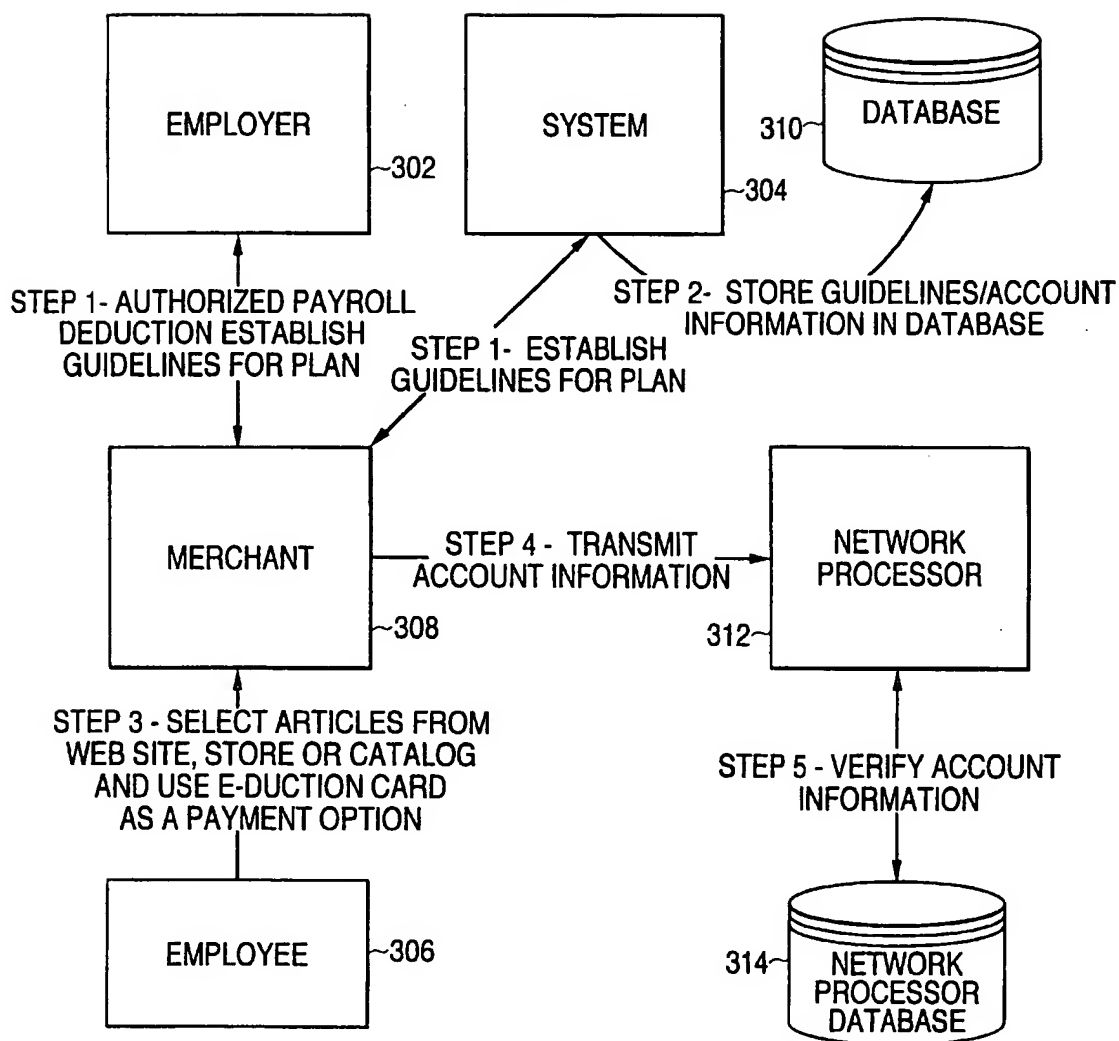 EMPLOYER
302
SYSTEM
304
DATABASE
310
STEP 1- AUTHORIZED PAYROLL
DEDUCTION ESTABLISH
GUIDELINES FOR PLAN
STEP 1- ESTABLISH
GUIDELINES FOR PLAN
STEP 2- STORE GUIDELINES/ACCOUNT
INFORMATION IN DATABASE
MERCHANT
308
STEP 4 - TRANSMIT
ACCOUNT INFORMATION
NETWORK
PROCESSOR
312
STEP 3 - SELECT ARTICLES FROM
WEB SITE, STORE OR CATALOG
AND USE E-DUCTION CARD
AS A PAYMENT OPTION
STEP 5 - VERIFY ACCOUNT
INFORMATION
EMPLOYEE
306
314
NETWORK
PROCESSOR
DATABASE